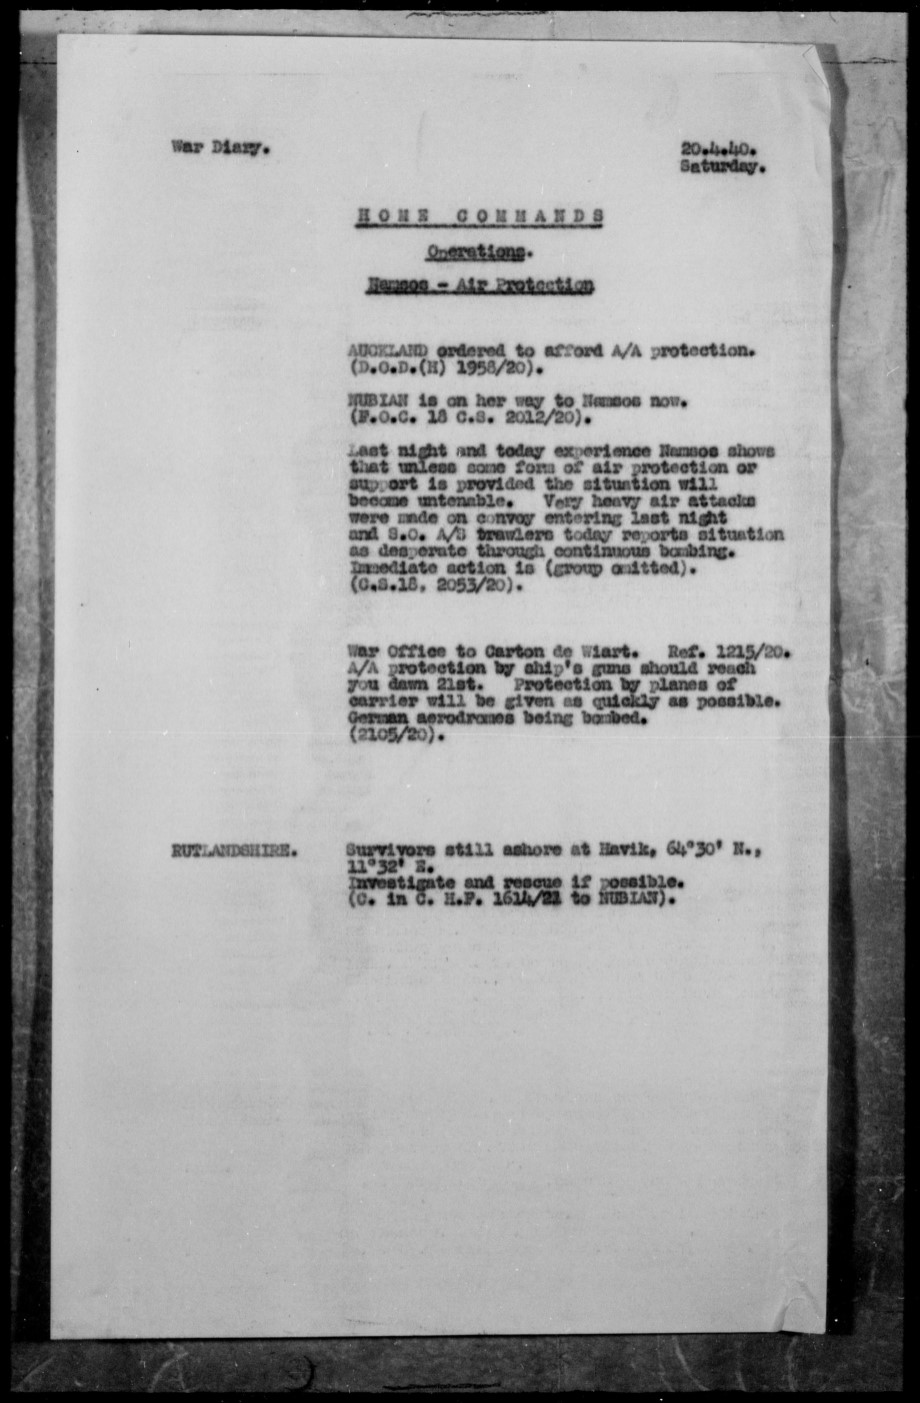 War Diary.
20.4.40.
Saturday.
HOME COMMANDS
Operations.
Namsos - Air Protection
AUCKLAND ordered to afford A/A protection.
(D.O.D.(H) 1958/20).
NUBIAN is on her way to Namsos now.
(F.O.C. 18 C.S. 2012/20).
Last night and today experience Namsos shows
that unless some form of air protection or
support is provided the situation will
become untenable. Very heavy air attacks
were made on convoy entering last night
and S.O. A/S trawlers today reports situation
as desperate through continuous bombing.
Immediate action is (group omitted).
(C.S.18, 2053/20).
War Office to Carton de Wiart. Ref. 1215/20.
A/A protection by ship's guns should reach
you dawn 21st. Protection by planes of
carrier will be given as quickly as possible.
German aerodromes being bombed.
(2105/20).
RUTLANDSHIRE. Survivors still ashore at Havik, 64°30' N.,
11°32' E.
Investigate and rescue if possible.
(C. in C. H.F. 1614/21 to NUBIAN).